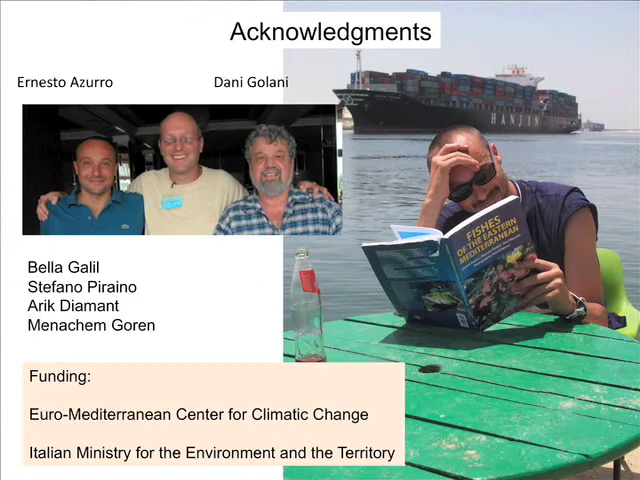 Acknowledgments
Ernesto Azurro
Dani Golani
HANJIN
FISHES
OF THE EASTERN
MEDITERRANEAN
Bella Galil
Stefano Piraino
Arik Diamant
Menachem Goren
Funding:
Euro-Mediterranean Center for Climatic Change
Italian Ministry for the Environment and the Territory